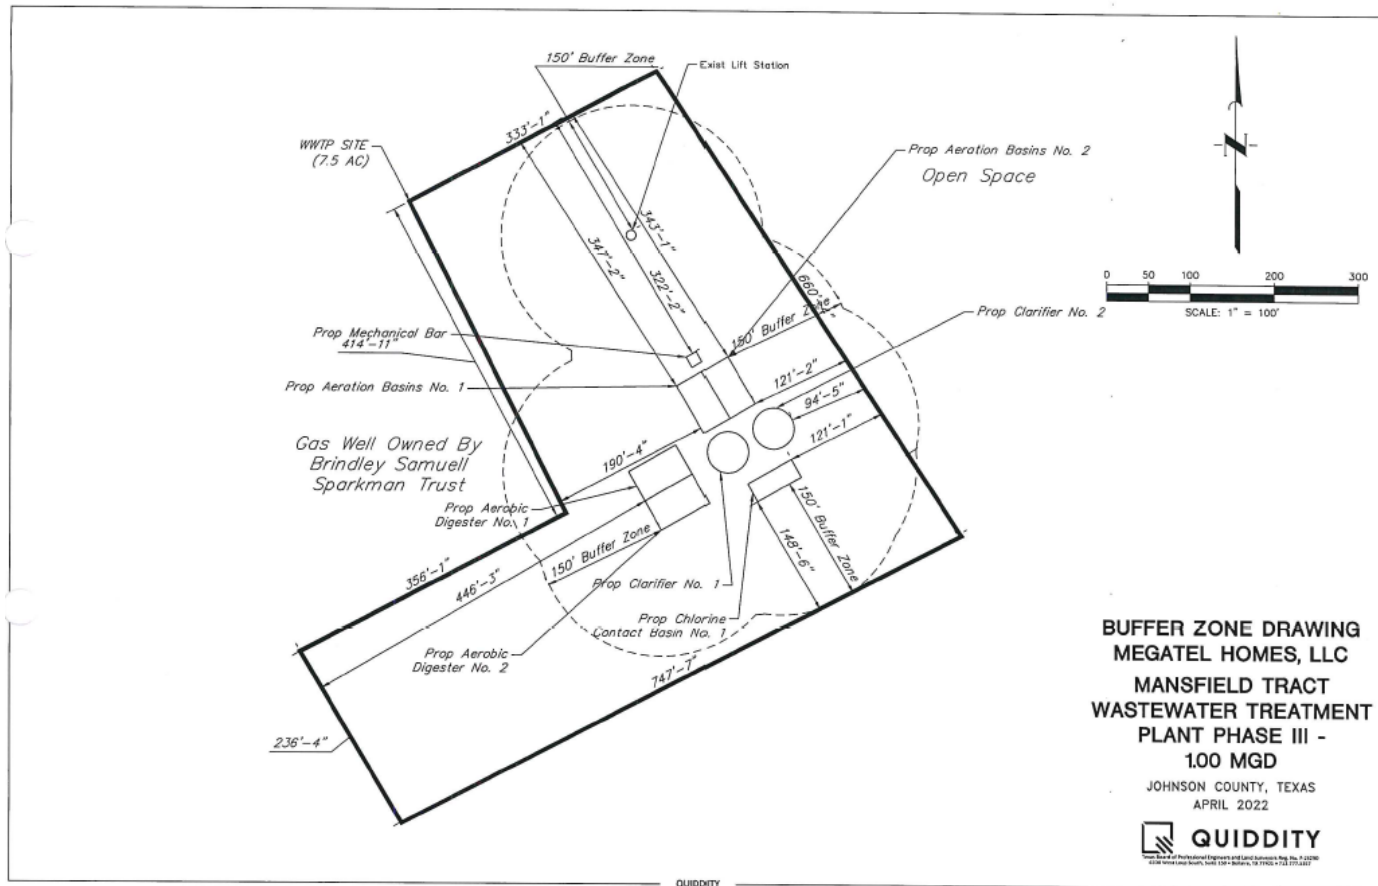 150' Buffer Zone
Exist Lift Station
333'-1"
WWTP SITE
(7.5 AC)
Prop Aeration Basins No. 2
Open Space
343'-1"
347'-2"
322'-2"
0 50 100 200 300
SCALE: 1" = 100'
Prop Clarifier No. 2
150' Buffer Zone
Prop Mechanical Bar
414'-11"
Prop Aeration Basins No. 1
121'-2"
94'-5"
121'-1"
Gas Well Owned By
Brindley Samuell
Sparkman Trust
190'-4"
Prop Aerobic
Digester No. 1
150' Buffer Zone
150' Buffer Zone
148'-6"
356'-1"
446'-3"
Prop Clarifier No. 1
Prop Chlorine
Contact Basin No. 1
Prop Aerobic
Digester No. 2
747'-7"
236'-4"
BUFFER ZONE DRAWING
MEGATEL HOMES, LLC
MANSFIELD TRACT
WASTEWATER TREATMENT
PLANT PHASE III -
1.00 MGD
JOHNSON COUNTY, TEXAS
APRIL 2022
QUIDDITY
QUIDDITY